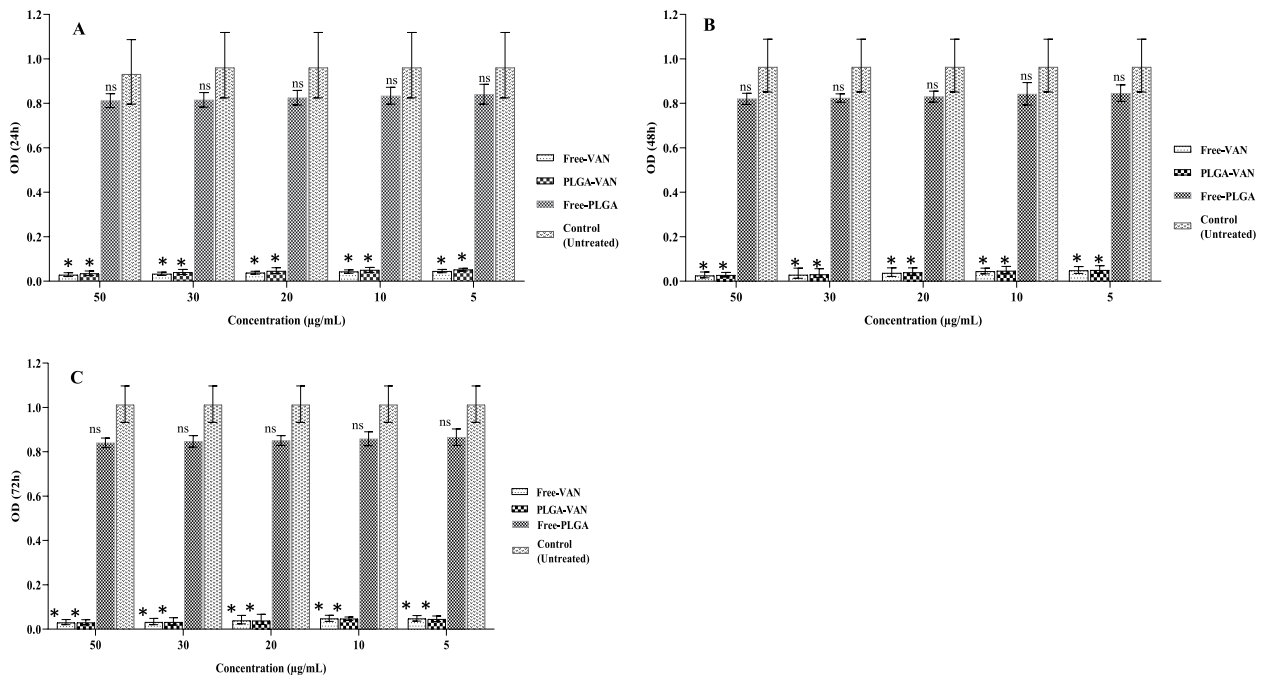 A
1.2
1.0
0.8
0.6
0.4
0.2
0.0
OD (24h)
ns ns ns ns ns
* * * * * * * * * *
50 30 20 10 5
Concentration (µg/mL)
Free-VAN
PLGA-VAN
Free-PLGA
Control
(Untreated)
B
1.2
1.0
0.8
0.6
0.4
0.2
0.0
OD (48h)
ns ns ns ns ns
* * * * * * * * * *
50 30 20 10 5
Concentration (µg/mL)
Free-VAN
PLGA-VAN
Free-PLGA
Control
(Untreated)
C
1.2
1.0
0.8
0.6
0.4
0.2
0.0
OD (72h)
ns ns ns ns ns
* * * * * * * * * *
50 30 20 10 5
Concentration (µg/mL)
Free-VAN
PLGA-VAN
Free-PLGA
Control
(Untreated)